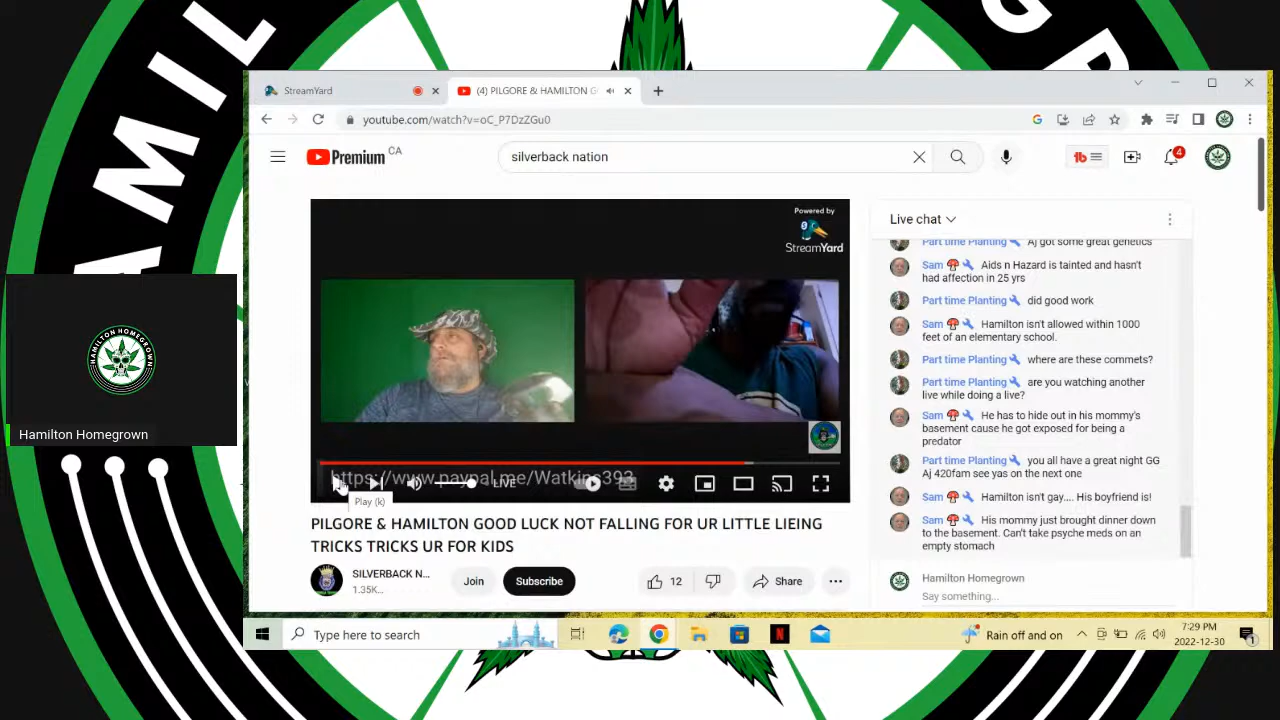 AMIL
GR
StreamYard
(4) PILGORE & HAMILTON G
youtube.com/watch?v=oC_P7DzZGu0
Premium CA
silverback nation
4
Powered by
StreamYard
https://www.paypal.me/Watkins393
LIVE
Play (k)
Live chat
Part time Planting Aj got some great genetics
Sam Aids n Hazard is tainted and hasn't
had affection in 25 yrs
Part time Planting did good work
Sam Hamilton isn't allowed within 1000
feet of an elementary school.
Part time Planting where are these commets?
Part time Planting are you watching another
live while doing a live?
Sam He has to hide out in his mommy's
basement cause he got exposed for being a
predator
Part time Planting you all have a great night GG
Aj 420fam see yas on the next one
Sam Hamilton isn't gay.... His boyfriend is!
Sam His mommy just brought dinner down
to the basement. Can't take psyche meds on an
empty stomach
Hamilton Homegrown
Say something...
PILGORE & HAMILTON GOOD LUCK NOT FALLING FOR UR LITTLE LIEING
TRICKS TRICKS UR FOR KIDS
SILVERBACK N...
1.35K...
Join
Subscribe
12
Share
HAMILTON HOMEGROWN
Hamilton Homegrown
Type here to search
Rain off and on
7:29 PM
2022-12-30
1